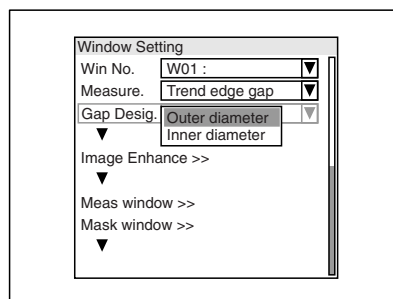 Window Setting
Win No. W01 :
Measure. Trend edge gap
Gap Desig. Outer diameter
Inner diameter
Image Enhance >>
Meas window >>
Mask window >>